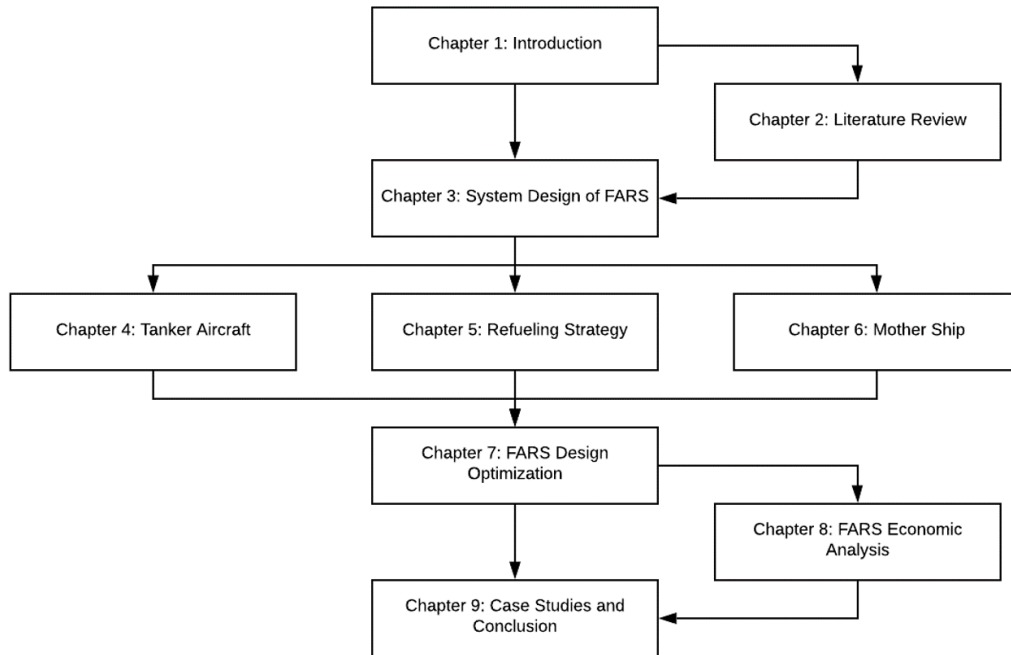 Chapter 1: Introduction
Chapter 2: Literature Review
Chapter 3: System Design of FARS
Chapter 4: Tanker Aircraft
Chapter 5: Refueling Strategy
Chapter 6: Mother Ship
Chapter 7: FARS Design
Optimization
Chapter 8: FARS Economic
Analysis
Chapter 9: Case Studies and
Conclusion